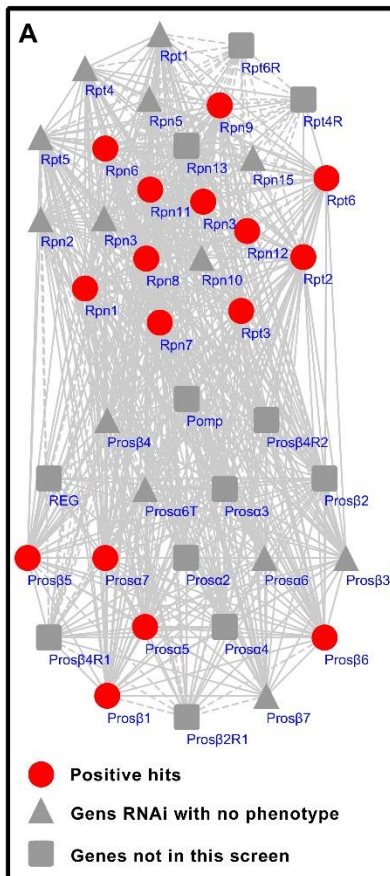 A
Rpt1
Rpt6R
Rpt4
Rpn5
Rpn9
Rpt4R
Rpt5
Rpn6
Rpn13
Rpn15
Rpt6
Rpn11
Rpn3
Rpn2
Rpn3
Rpn12
Rpn8
Rpn10
Rpt2
Rpn1
Rpn7
Rpt3
Pomp
Prosβ4
Prosβ4R2
REG
Prosα6T
Prosα3
Prosβ2
Prosβ5
Prosα7
Prosα2
Prosα6
Prosβ3
Prosβ4R1
Prosα5
Prosα4
Prosβ6
Prosβ1
Prosβ2R1
Prosβ7
Positive hits
Gens RNAi with no phenotype
Genes not in this screen